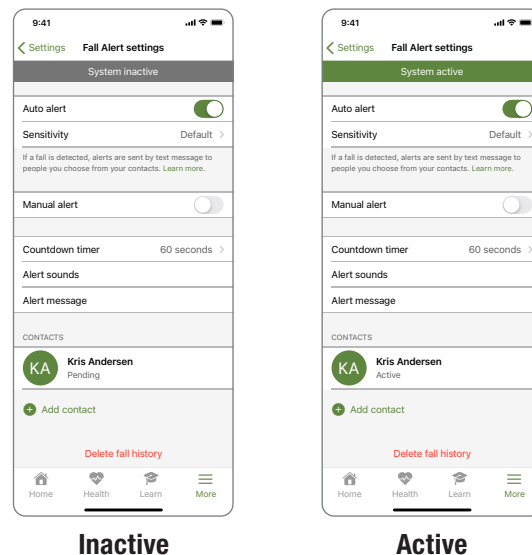 9:41
Settings Fall Alert settings
System inactive
Auto alert
Sensitivity Default
If a fall is detected, alerts are sent by text message to
people you choose from your contacts. Learn more.
Manual alert
Countdown timer 60 seconds
Alert sounds
Alert message
CONTACTS
KA
Kris Andersen
Pending
Add contact
Delete fall history
Home Health Learn More
Inactive
9:41
Settings Fall Alert settings
System active
Auto alert
Sensitivity Default
If a fall is detected, alerts are sent by text message to
people you choose from your contacts. Learn more.
Manual alert
Countdown timer 60 seconds
Alert sounds
Alert message
CONTACTS
KA
Kris Andersen
Active
Add contact
Delete fall history
Home Health Learn More
Active